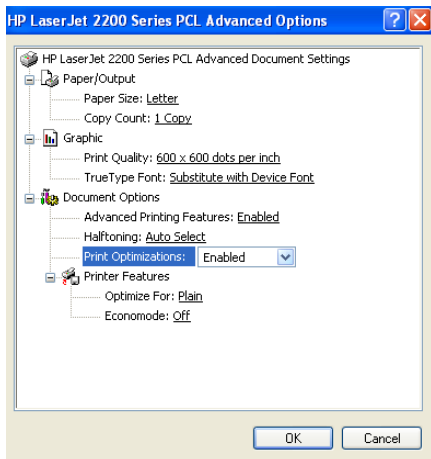 HP LaserJet 2200 Series PCL Advanced Options
HP LaserJet 2200 Series PCL Advanced Document Settings
Paper/Output
Paper Size: Letter
Copy Count: 1 Copy
Graphic
Print Quality: 600 x 600 dots per inch
TrueType Font: Substitute with Device Font
Document Options
Advanced Printing Features: Enabled
Halftoning: Auto Select
Print Optimizations: Enabled
Printer Features
Optimize For: Plain
Economode: Off
OK Cancel